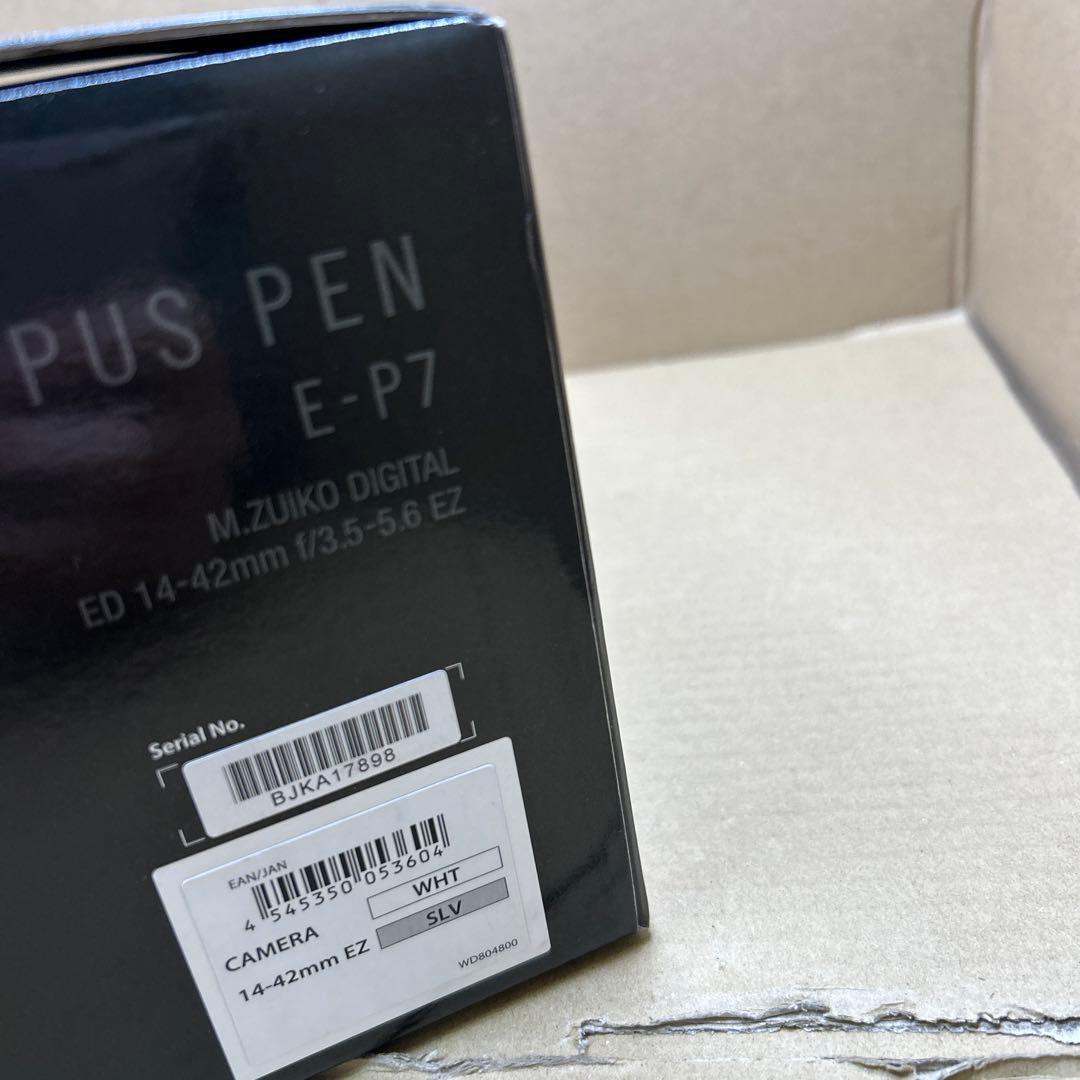 PUS PEN
E-P7
M.ZUIKO DIGITAL
ED 14-42mm f/3.5-5.6 EZ
Serial No.
BJKA17898
EAN/JAN
4 545350 053604
CAMERA WHT
14-42mm EZ SLV
WD804800